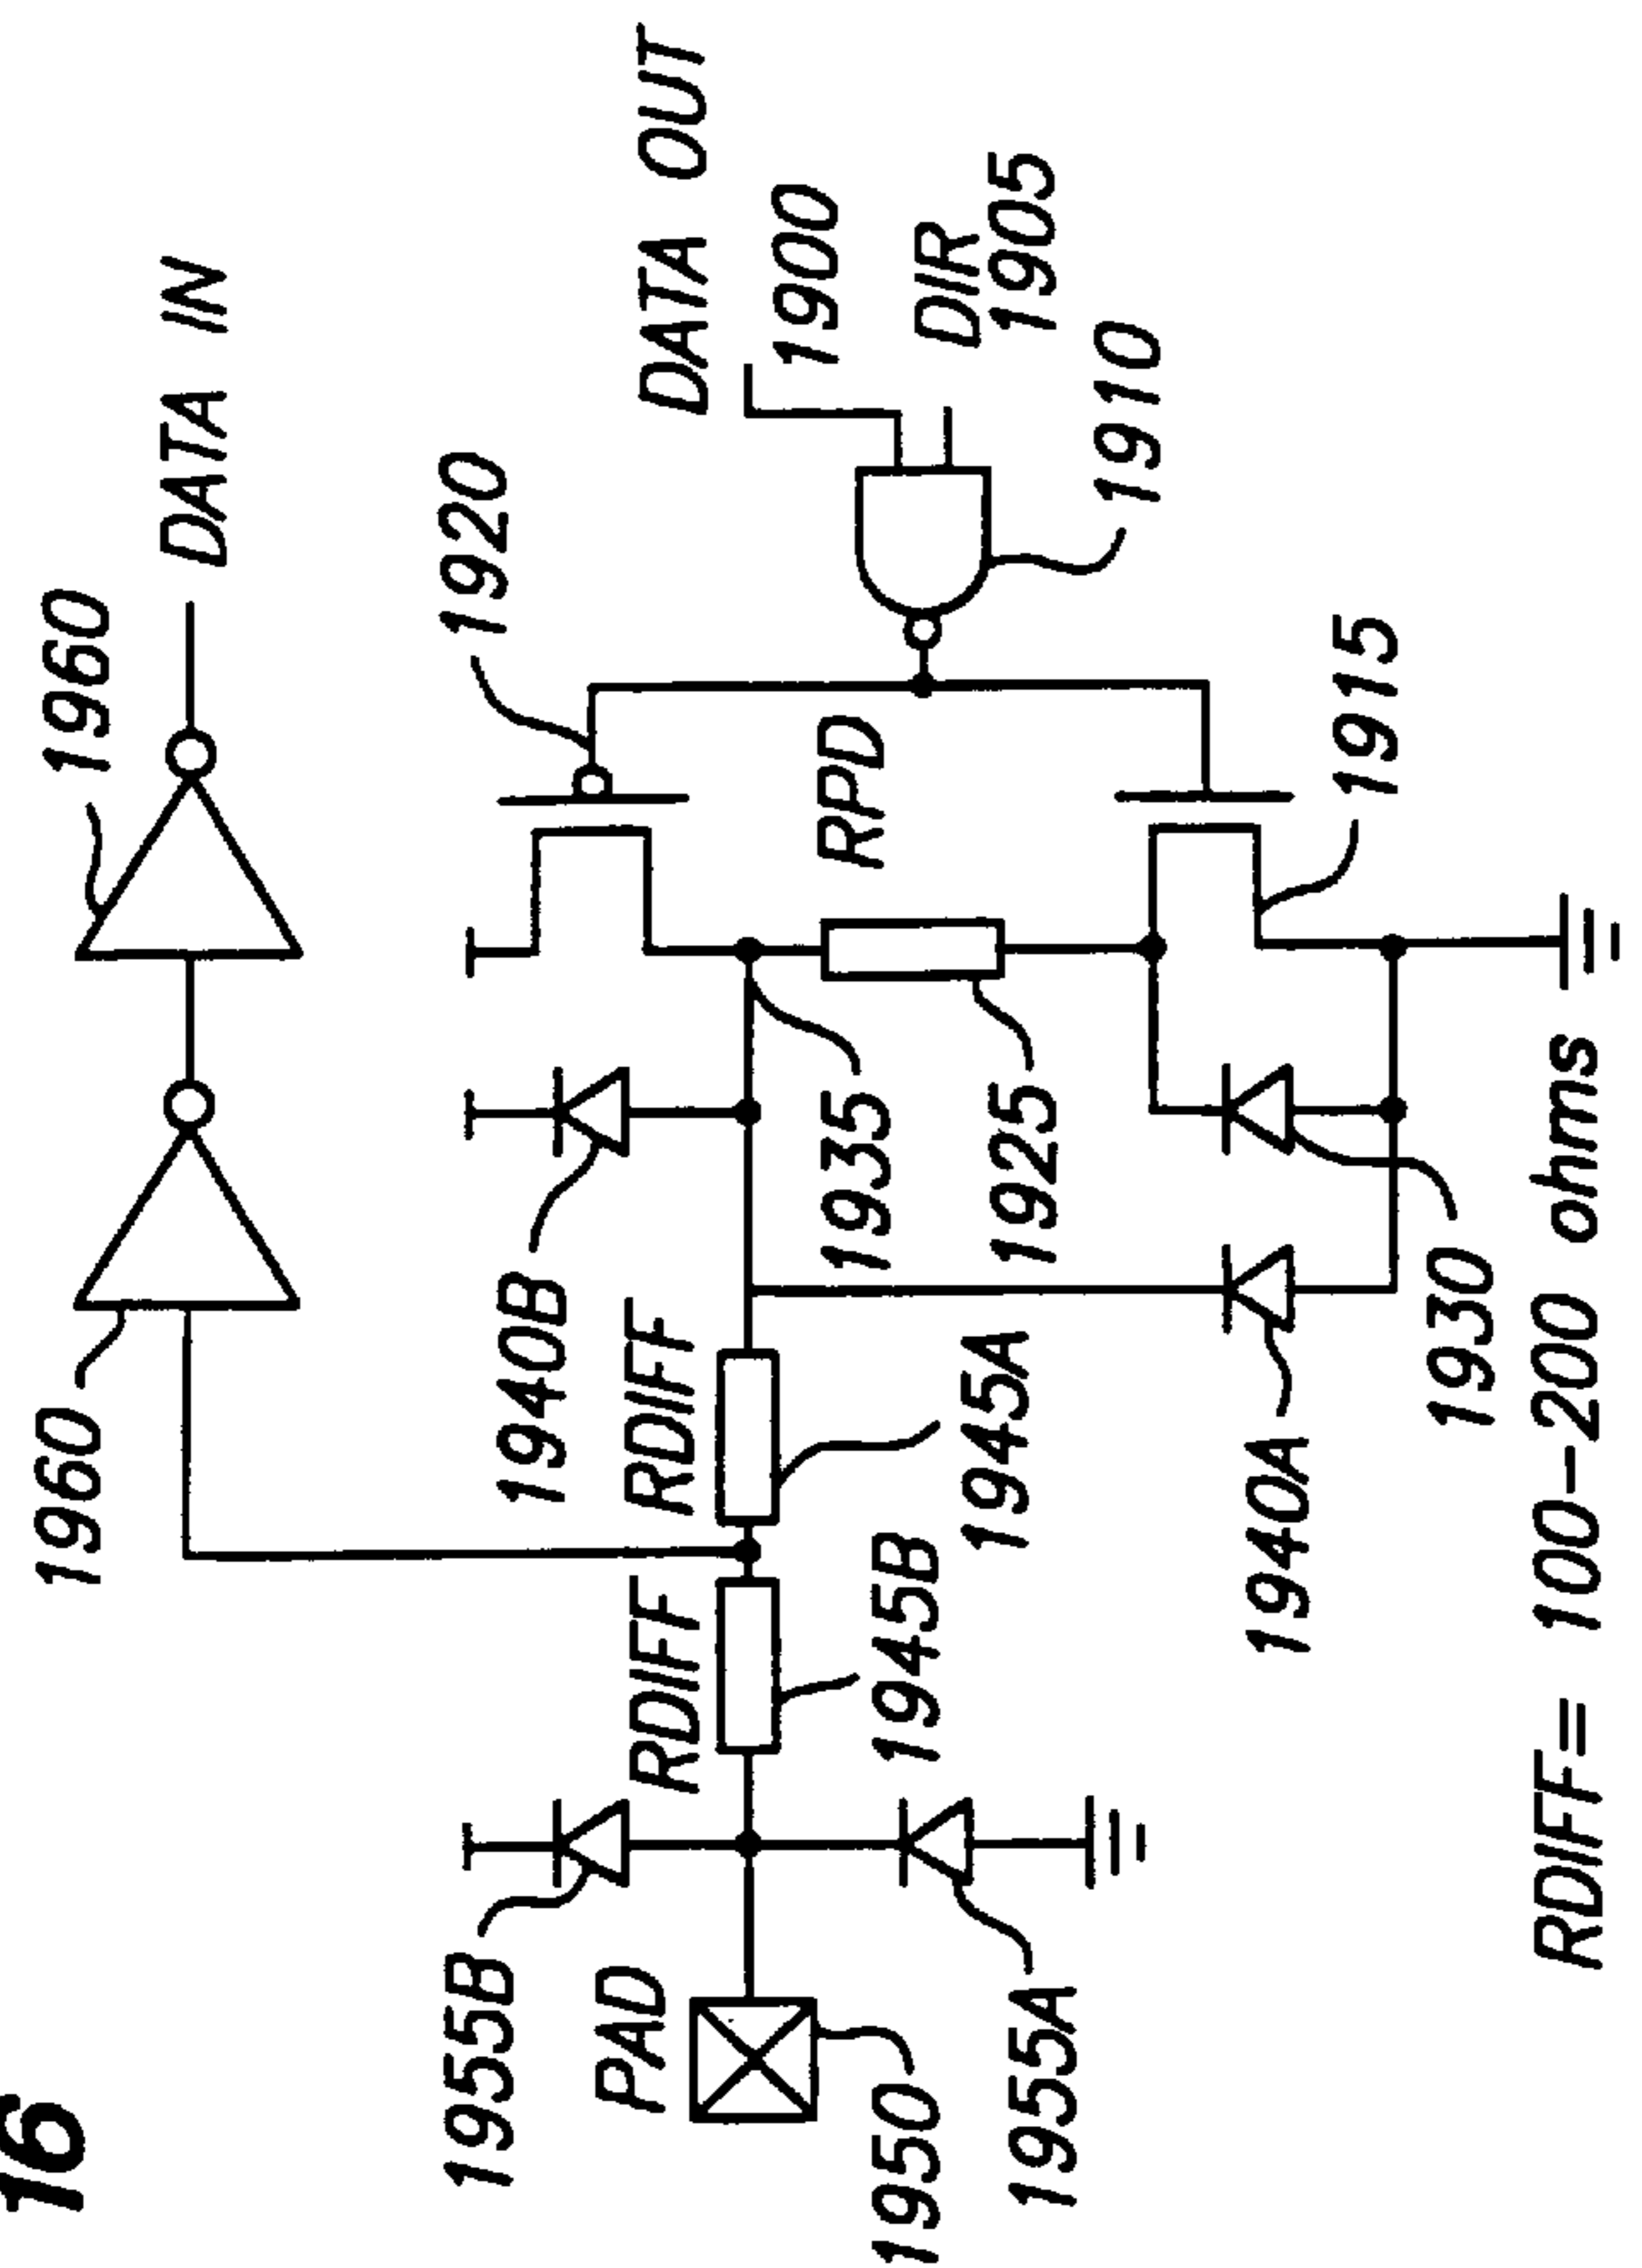 16
1960
1960
DATA IN
1955B
1940B
1920
PAD
RDIFF
RDIFF
DATA OUT
1900
1950
1945B
1945A
1935
RPD
DIR
1905
1955A
1925
1910
1940A
1930
1915
RDIFF= 100-200 ohms